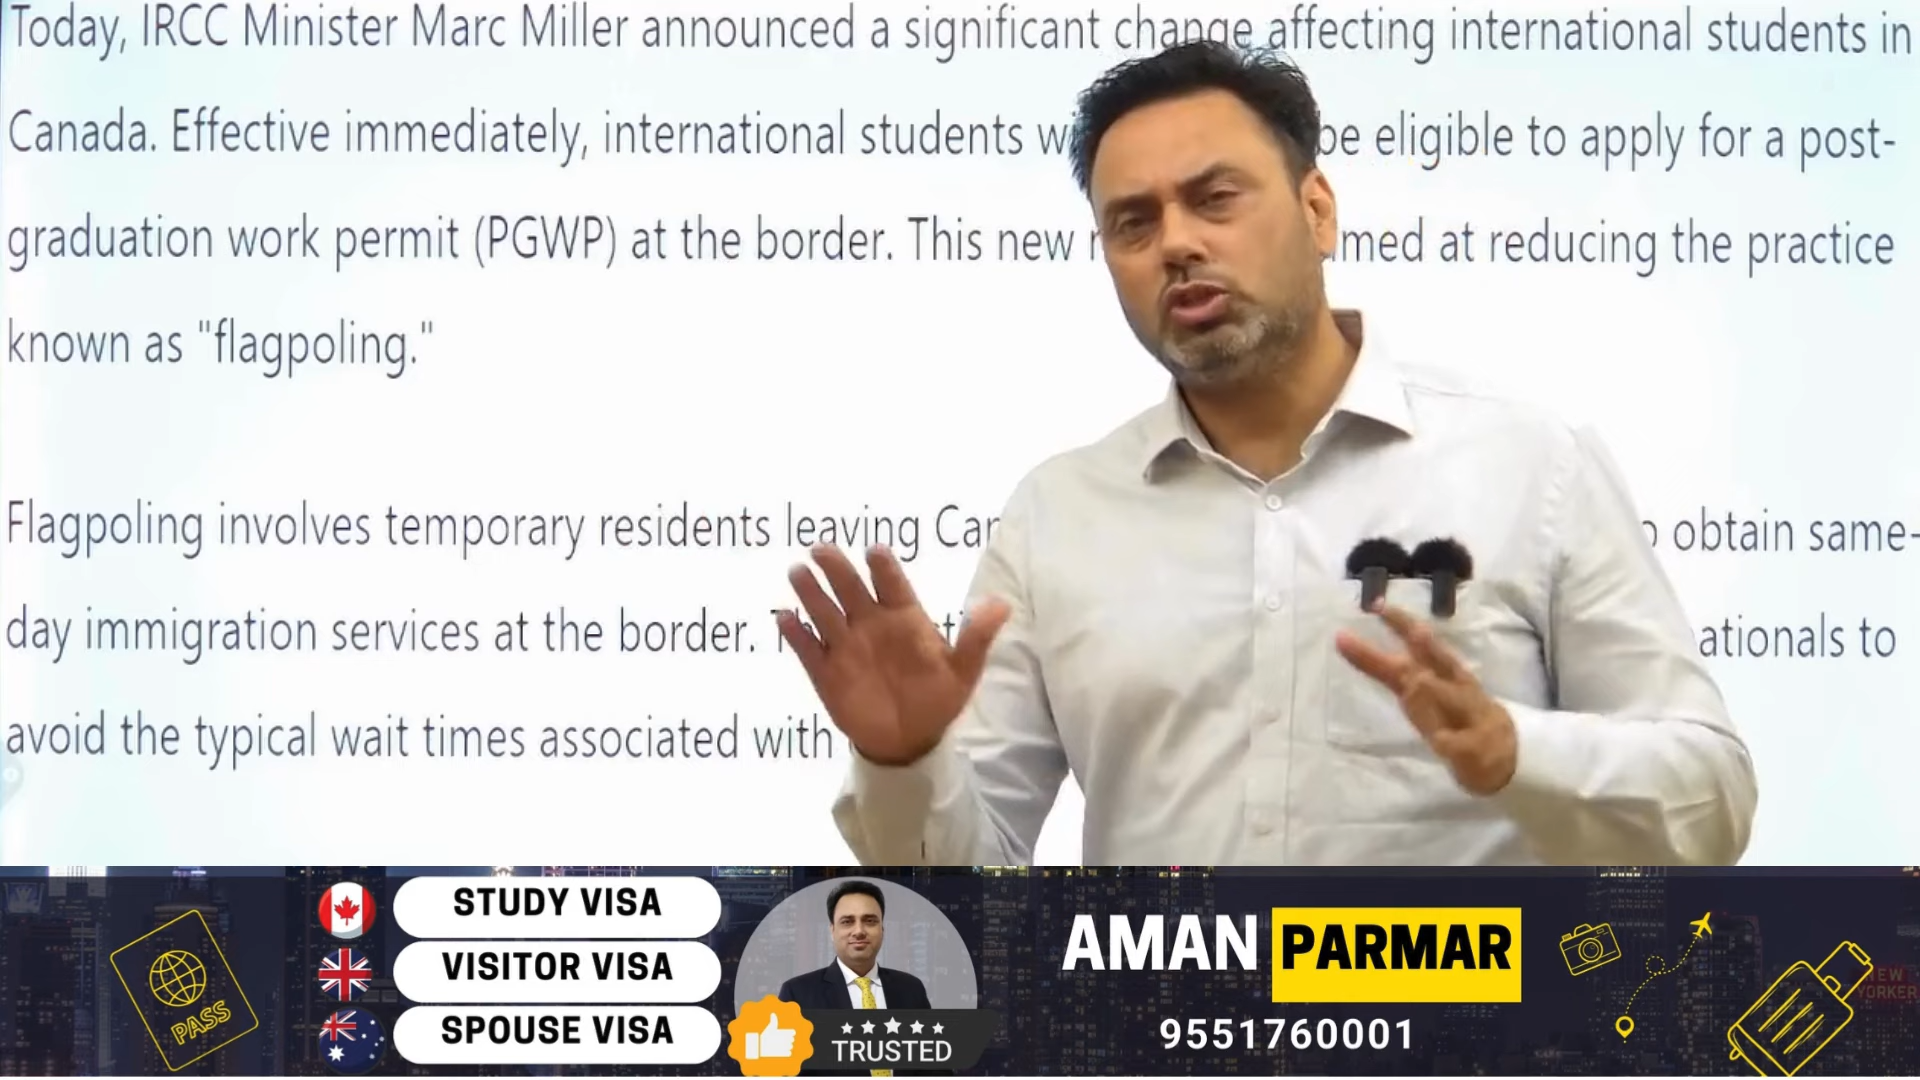 Today, IRCC Minister Marc Miller announced a significant change affecting international students in
Canada. Effective immediately, international students be eligible to apply for a post-
graduation work permit (PGWP) at the border. This new at reducing the practice
known as "flagpoling."
Flagpoling involves temporary residents leaving obtain same-
day immigration services at the border. to
avoid the typical wait times associated with
STUDY VISA
VISITOR VISA
SPOUSE VISA
PASS
TRUSTED
AMAN PARMAR
9551760001
NEW
YORKER